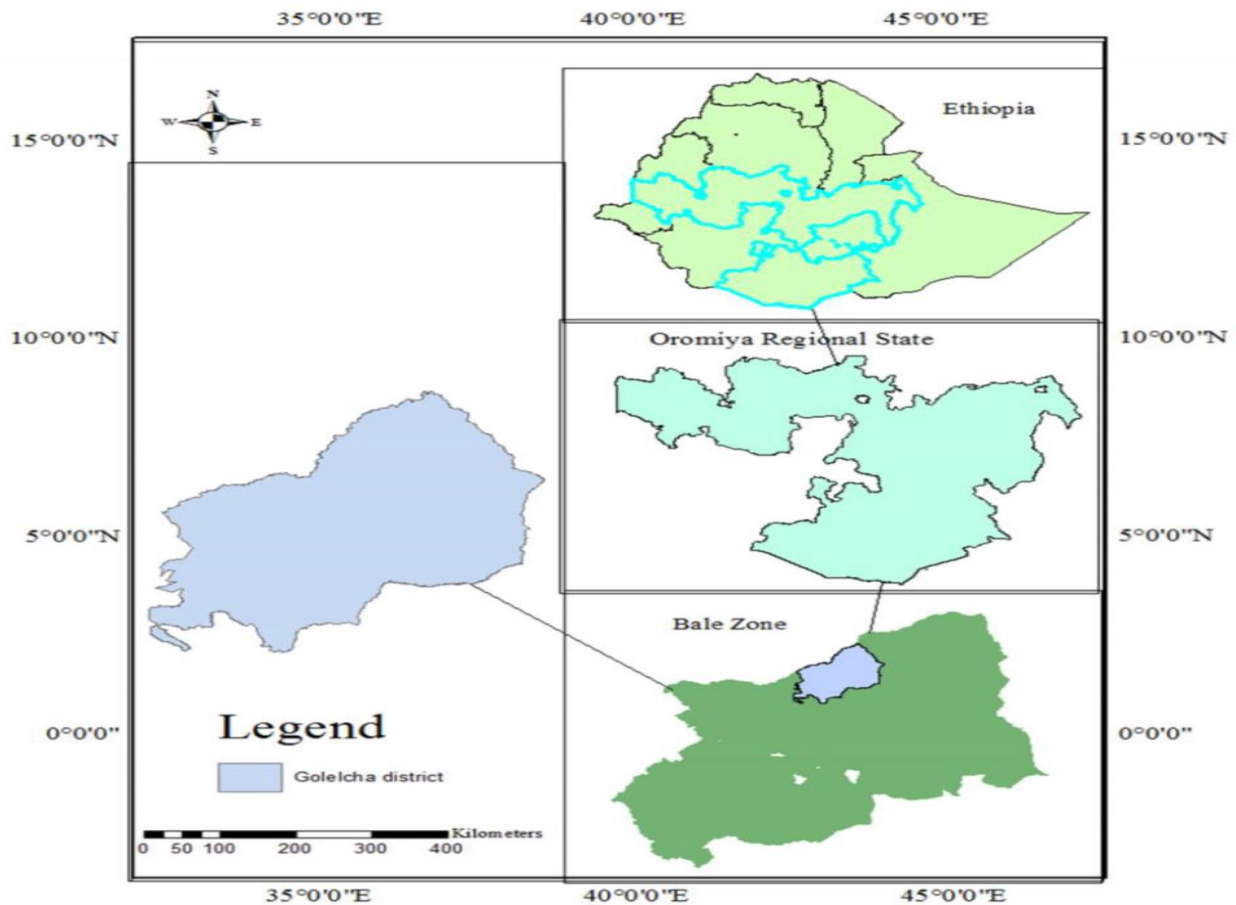 35°0'0"E 40°0'0"E 45°0'0"E
N
W E
S
Ethiopia
15°0'0"N 15°0'0"N
10°0'0"N 10°0'0"N
Oromiya Regional State
5°0'0"N 5°0'0"N
Bale Zone
0°0'0" 0°0'0"
Legend
Golelcha district
Kilometers
0 50 100 200 300 400
35°0'0"E 40°0'0"E 45°0'0"E